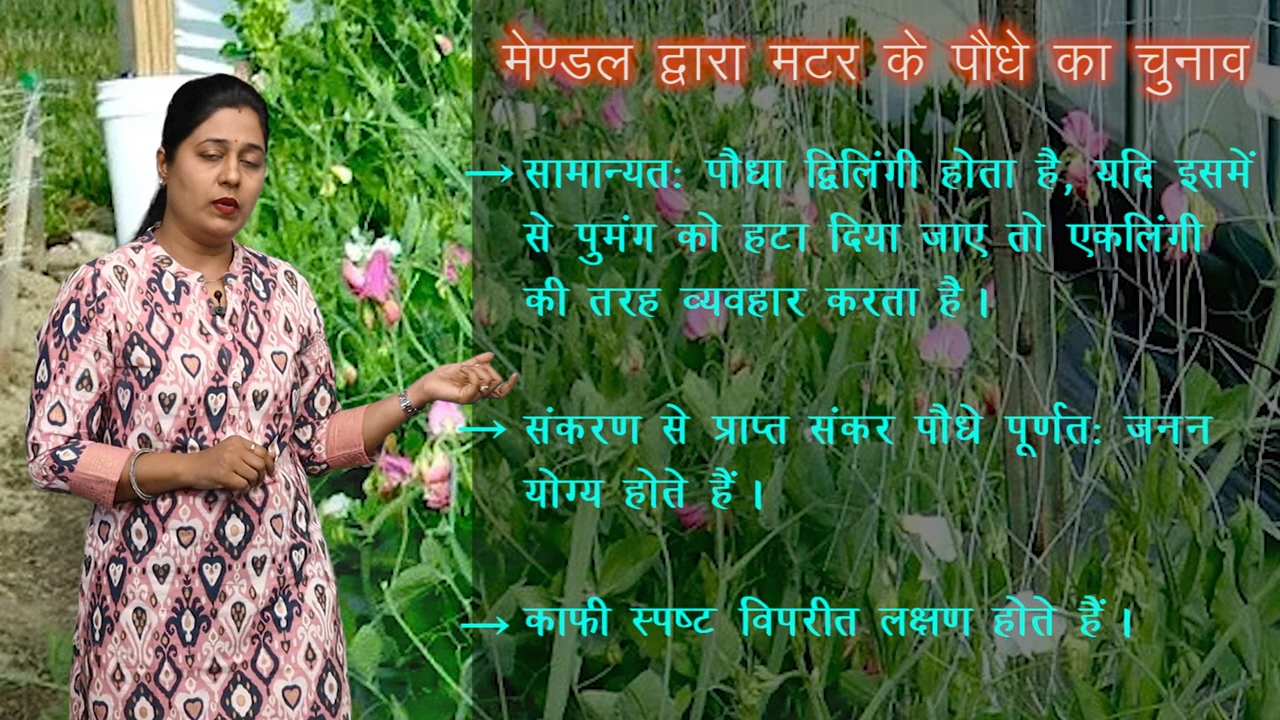 मेण्डल द्वारा मटर के पौधे का चुनाव
→ सामान्यतः पौधा द्विलिंगी होता है, यदि इसमें
से पुमंग को हटा दिया जाए तो एकलिंगी
की तरह व्यवहार करता है।
→ संकरण से प्राप्त संकर पौधे पूर्णतः जनन
योग्य होते हैं।
→ काफी स्पष्ट विपरीत लक्षण होते हैं।